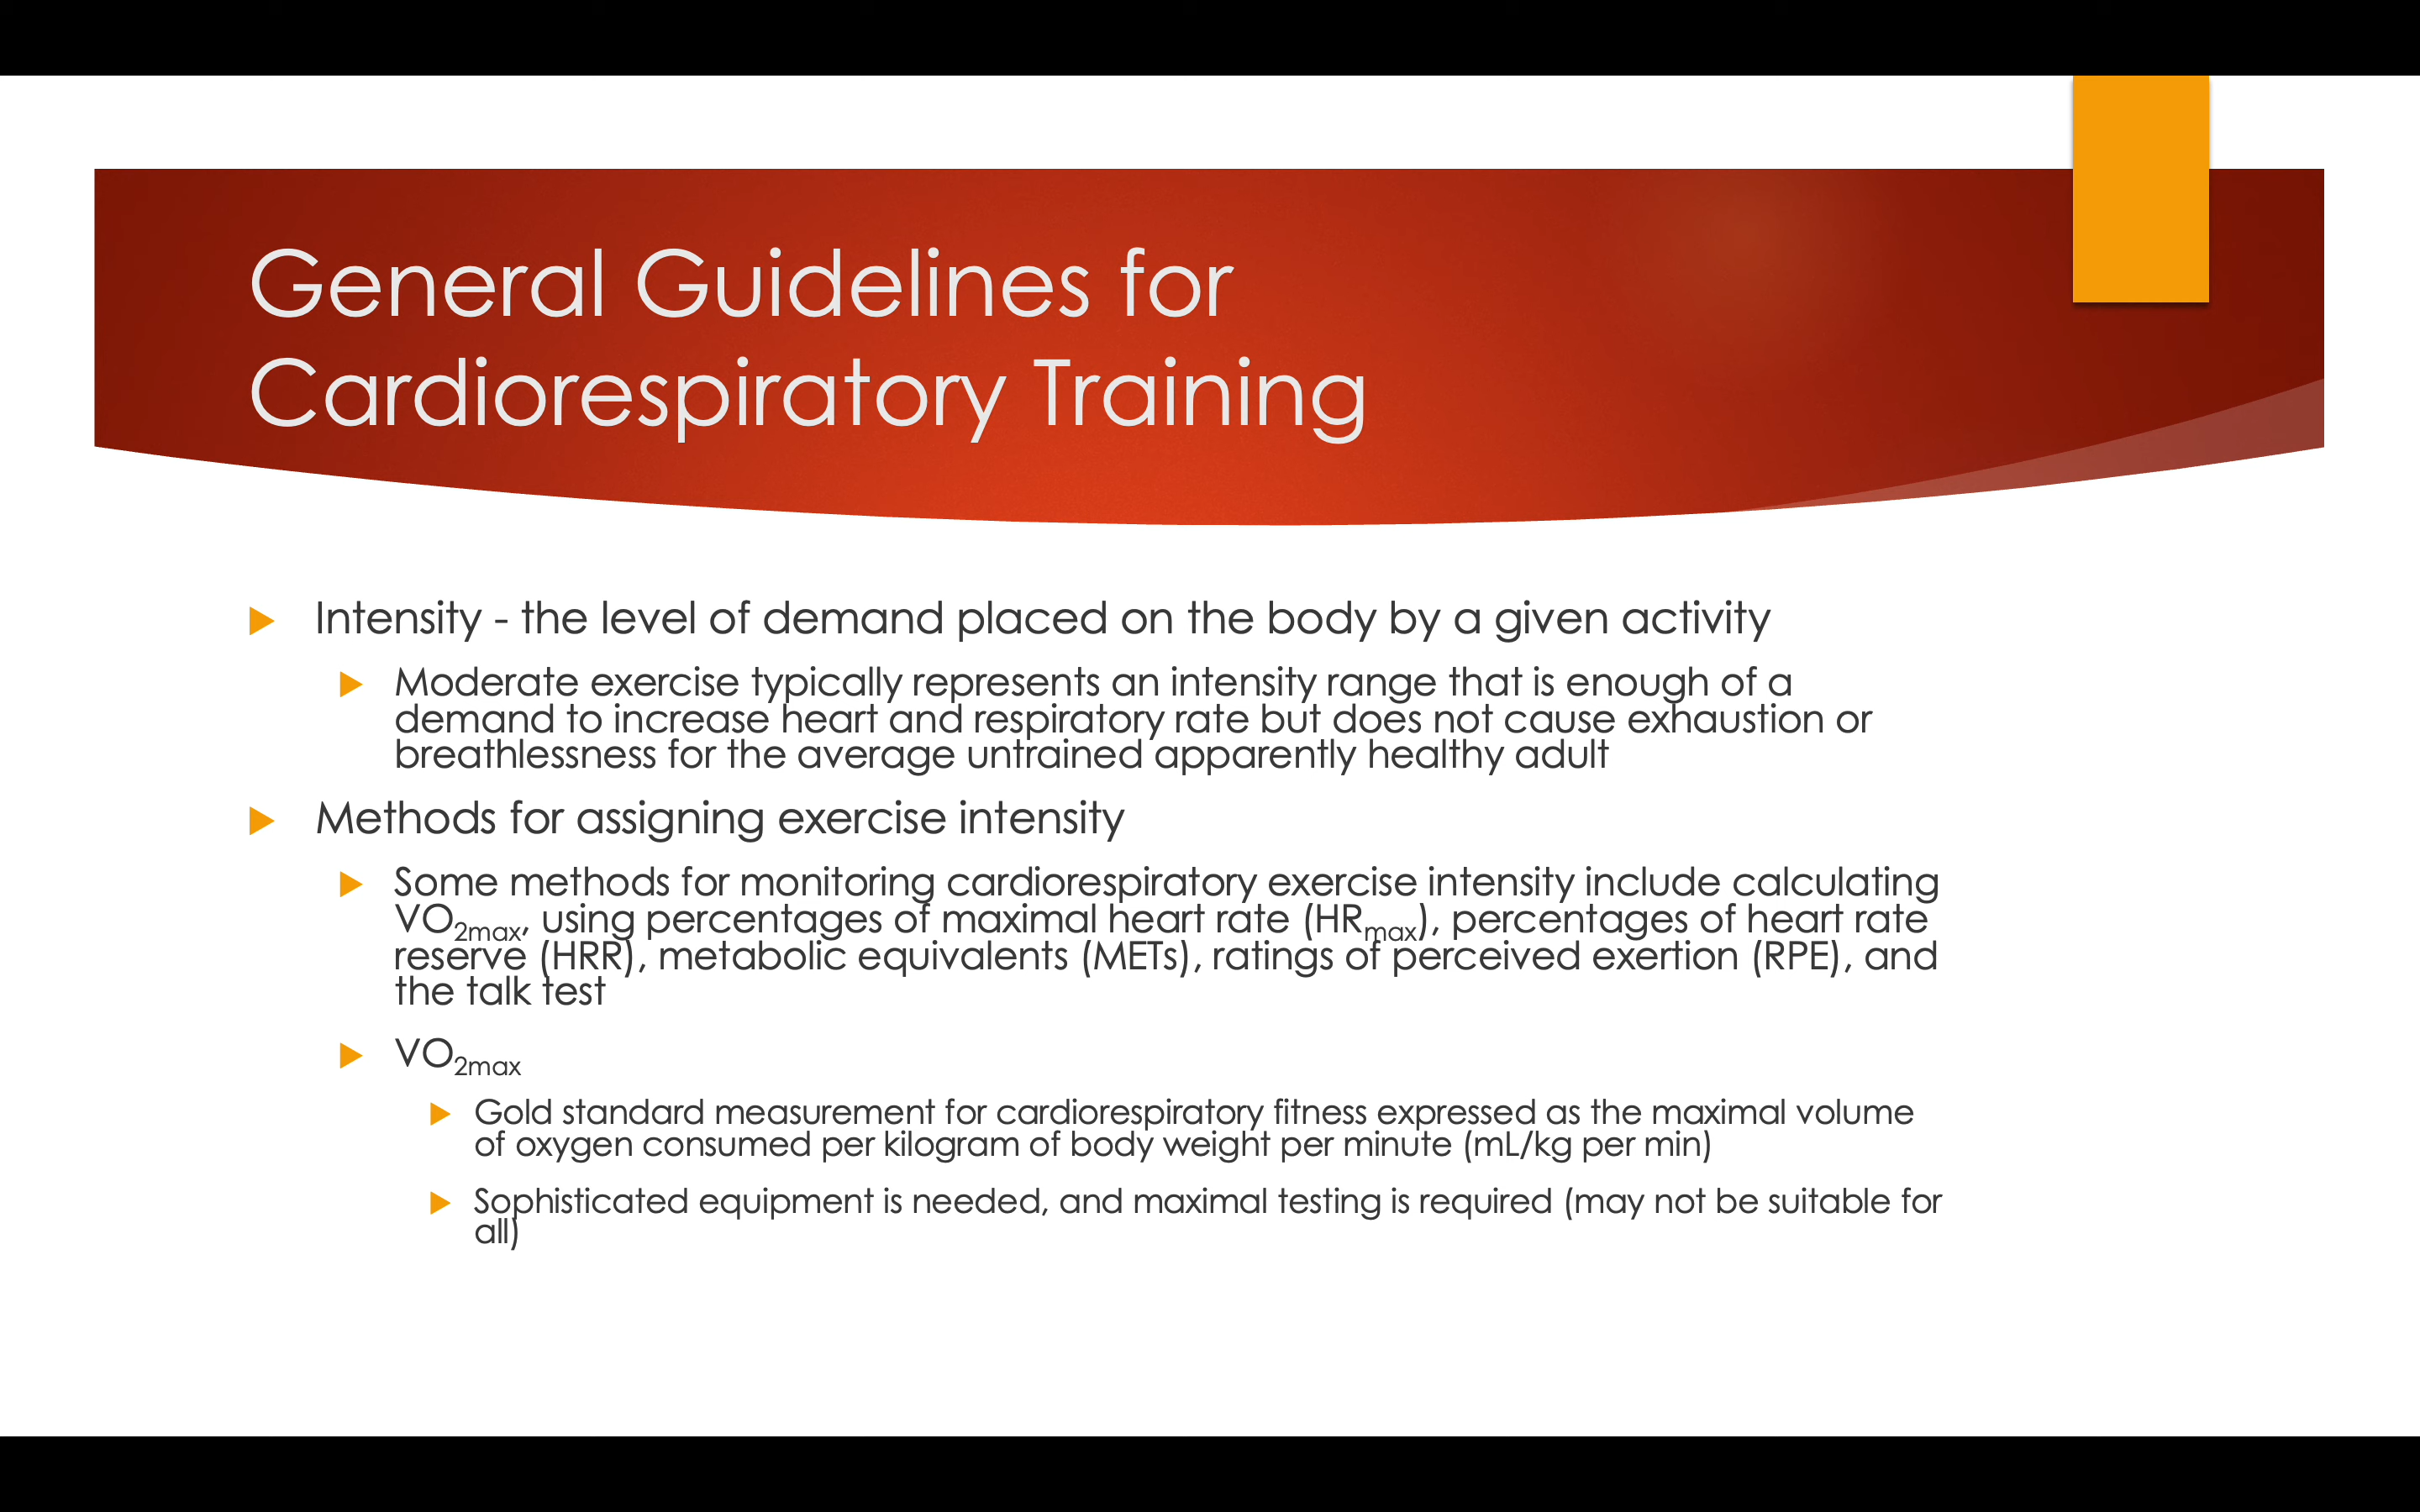 General Guidelines for
Cardiorespiratory Training
Intensity - the level of demand placed on the body by a given activity
Moderate exercise typically represents an intensity range that is enough of a
demand to increase heart and respiratory rate but does not cause exhaustion or
breathlessness for the average untrained apparently healthy adult
Methods for assigning exercise intensity
Some methods for monitoring cardiorespiratory exercise intensity include calculating
VO2max, using percentages of maximal heart rate (HRmax), percentages of heart rate
reserve (HRR), metabolic equivalents (METs), ratings of perceived exertion (RPE), and
the talk test
VO2max
Gold standard measurement for cardiorespiratory fitness expressed as the maximal volume
of oxygen consumed per kilogram of body weight per minute (mL/kg per min)
Sophisticated equipment is needed, and maximal testing is required (may not be suitable for
all)